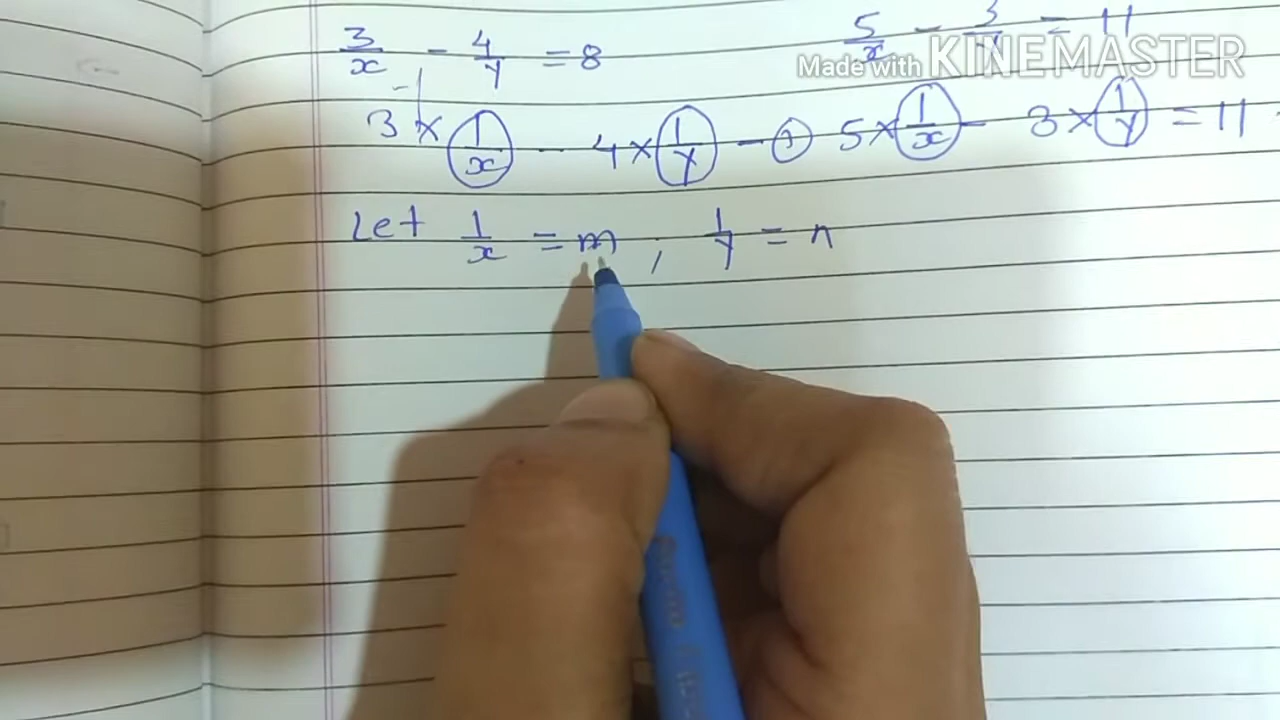 3/x - 4/y = 8 5/x - 3/y = 11
Made with KINEMASTER
3 × 1/x - 4 × 1/y - ① 5 × 1/x - 3 × 1/y = 11
Let 1/x = m , 1/y = n